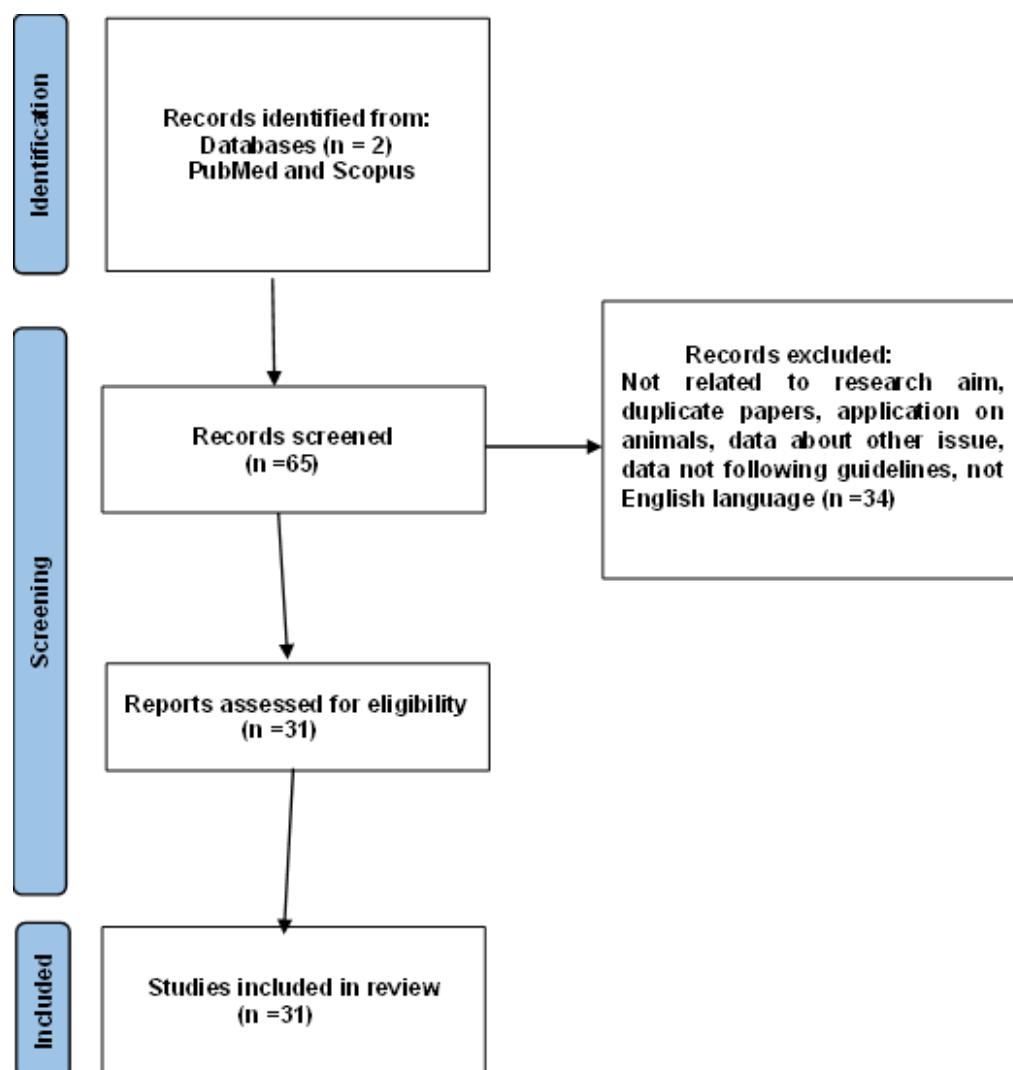 Identification
Records identified from:
Databases (n = 2)
PubMed and Scopus
Screening
Records screened
(n =65)
Records excluded:
Not related to research aim,
duplicate papers, application on
animals, data about other issue,
data not following guidelines, not
English language (n =34)
Reports assessed for eligibility
(n =31)
Included
Studies included in review
(n =31)